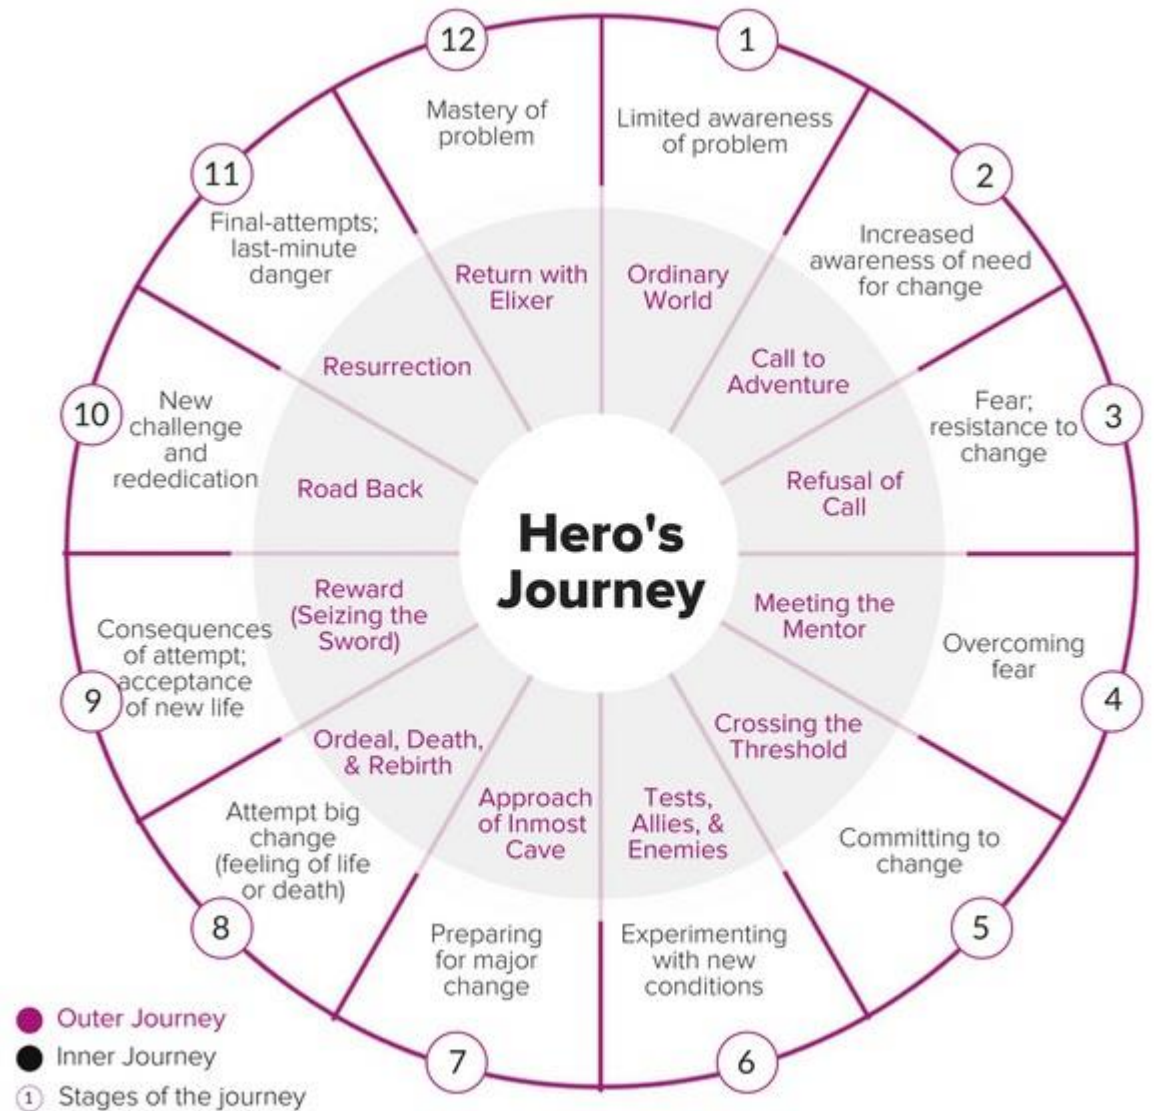 Hero's
Journey
1
Limited awareness
of problem
Ordinary
World
2
Increased
awareness of need
for change
Call to
Adventure
3
Fear;
resistance to
change
Refusal of
Call
4
Overcoming
fear
Meeting the
Mentor
5
Committing to
change
Crossing the
Threshold
6
Experimenting
with new
conditions
Tests,
Allies, &
Enemies
7
Preparing
for major
change
Approach
of Inmost
Cave
8
Attempt big
change
(feeling of life
or death)
Ordeal, Death,
& Rebirth
9
Consequences
of attempt;
acceptance
of new life
Reward
(Seizing the
Sword)
10
New
challenge
and
rededication
Road Back
11
Final-attempts;
last-minute
danger
Resurrection
12
Mastery of
problem
Return with
Elixer
Outer Journey
Inner Journey
1 Stages of the journey